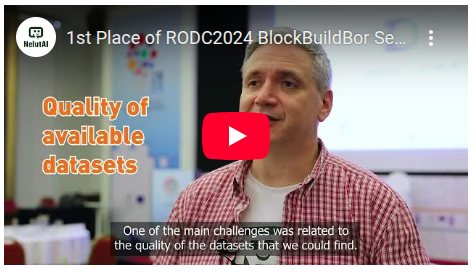 NelutAI
1st Place of RODC2024 BlockBuildBor Se...
Quality of
available
datasets
One of the main challenges was related to
the quality of the datasets that we could find.